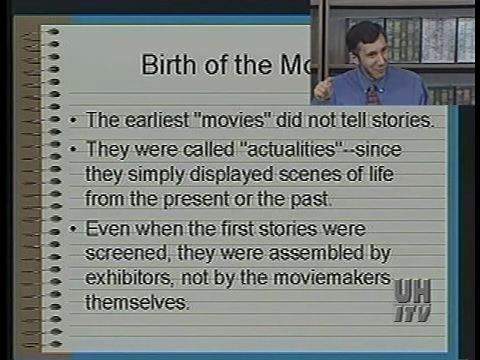 Birth of the Mo
• The earliest "movies" did not tell stories.
• They were called "actualities"--since
they simply displayed scenes of life
from the present or the past.
• Even when the first stories were
screened, they were assembled by
exhibitors, not by the moviemakers
themselves.
UH
ITV